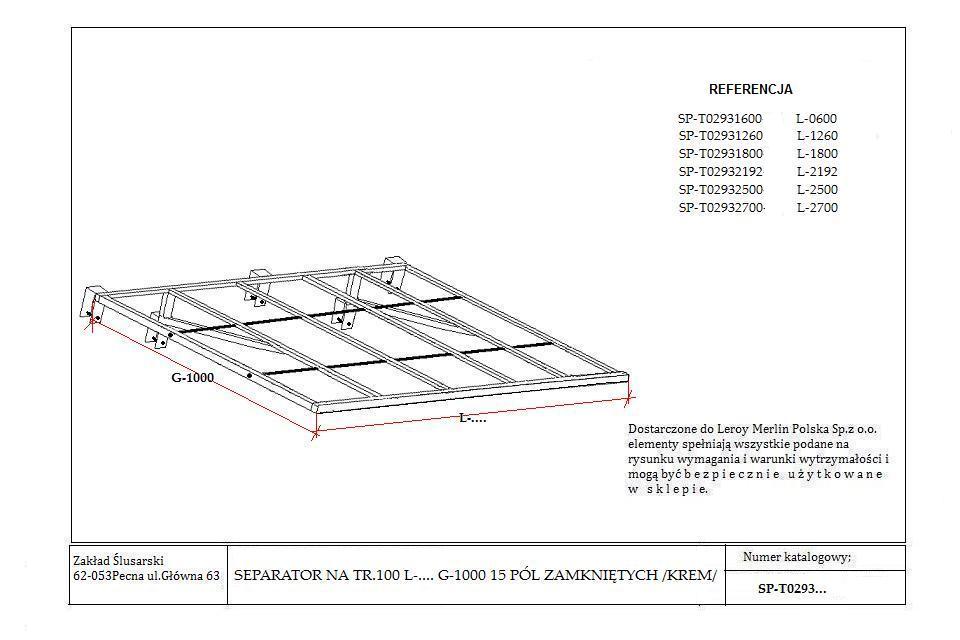 REFERENCJA
SP-T02931600 L-0600
SP-T02931260 L-1260
SP-T02931800 L-1800
SP-T02932192 L-2192
SP-T02932500 L-2500
SP-T02932700 L-2700
G-1000
L-....
Dostarczone do Leroy Merlin Polska Sp.z o.o.
elementy spełniają wszystkie podane na
rysunku wymagania i warunki wytrzymałości i
mogą być b e z p i e c z n i e u ż y t k o w a n e
w s k l e p i e.
Zakład Ślusarski
62-053Pecna ul.Główna 63
SEPARATOR NA TR.100 L-.... G-1000 15 PÓL ZAMKNIĘTYCH /KREM/
Numer katalogowy;
SP-T0293...